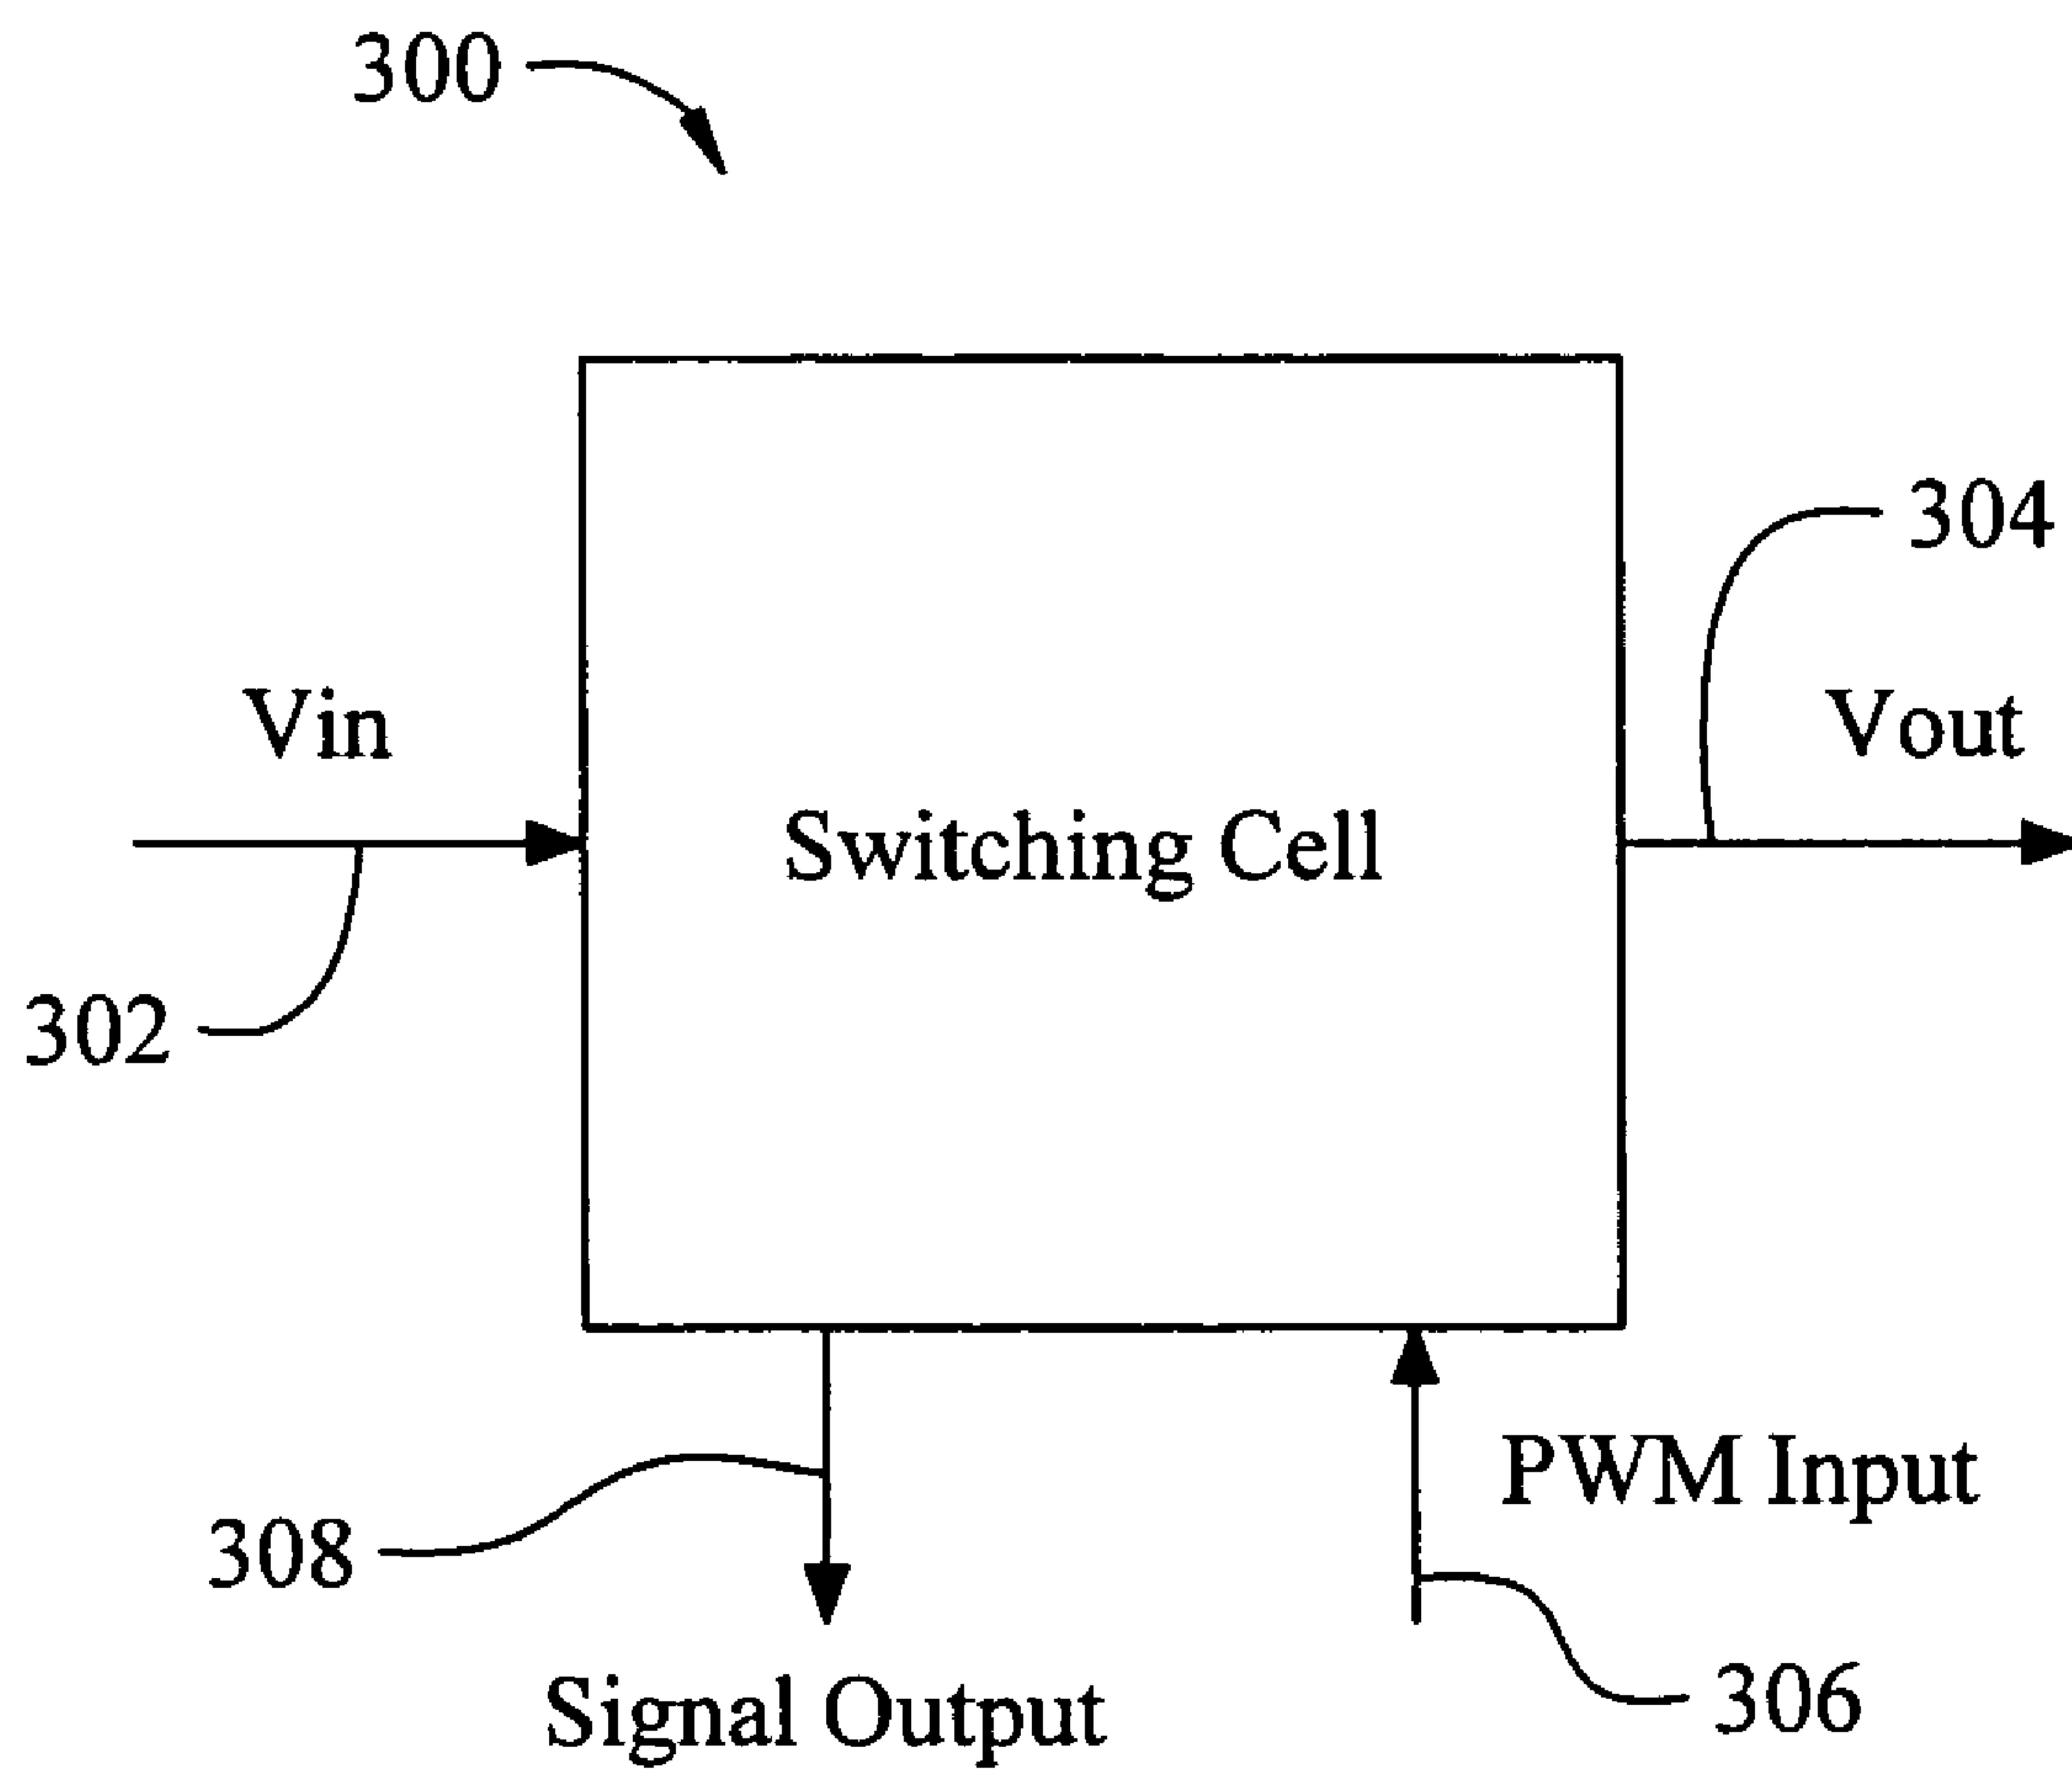 300
304
Vin
Vout
Switching Cell
302
PWM Input
308
306
Signal Output